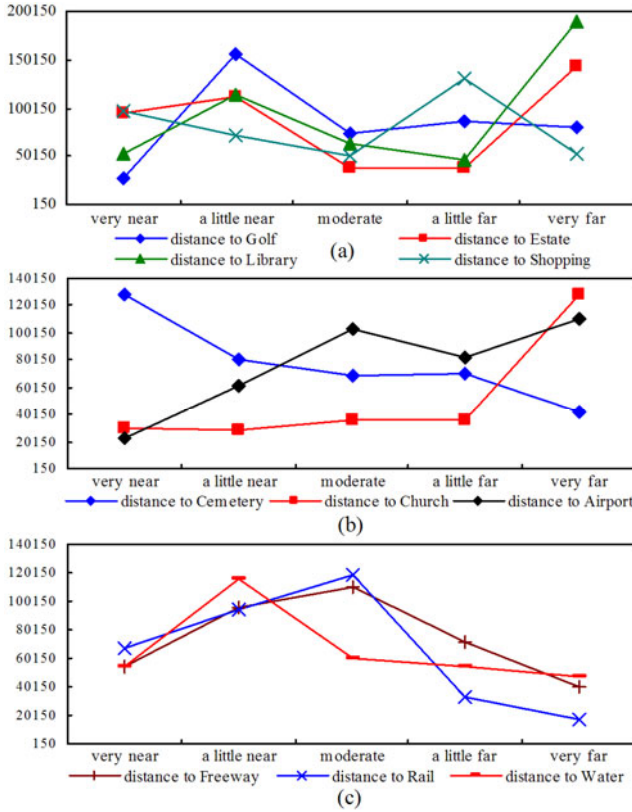 200150
150150
100150
50150
150
very near a little near moderate a little far very far
distance to Golf distance to Estate
(a)
distance to Library distance to Shopping
140150
120150
100150
80150
60150
40150
20150
150
very near a little near moderate a little far very far
distance to Cemetery distance to Church distance to Airport
(b)
140150
120150
100150
80150
60150
40150
20150
150
very near a little near moderate a little far very far
distance to Freeway distance to Rail distance to Water
(c)